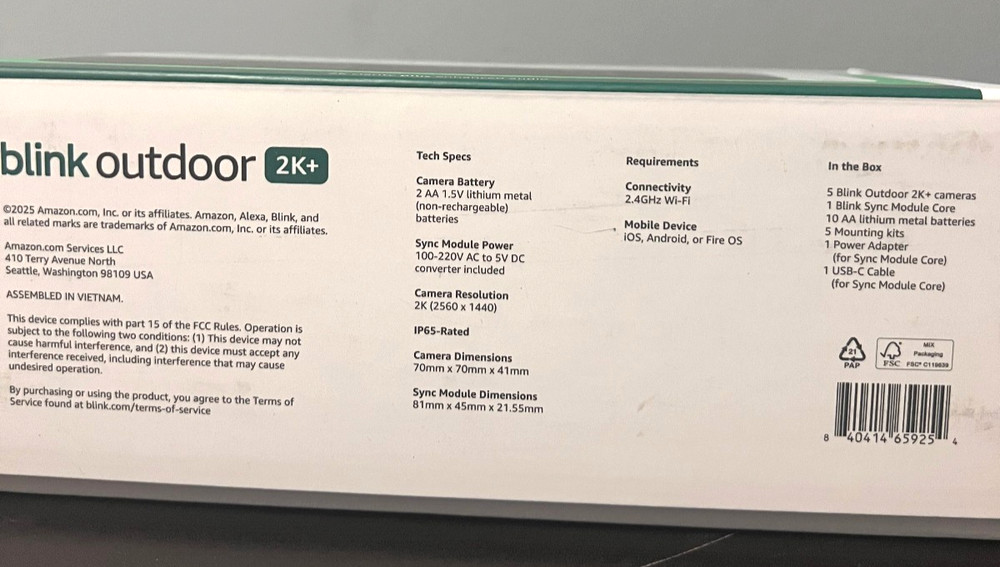 blink outdoor 2K+
©2025 Amazon.com, Inc. or its affiliates. Amazon, Alexa, Blink, and
all related marks are trademarks of Amazon.com, Inc. or its affiliates.
Amazon.com Services LLC
410 Terry Avenue North
Seattle, Washington 98109 USA
ASSEMBLED IN VIETNAM.
This device complies with part 15 of the FCC Rules. Operation is
subject to the following two conditions: (1) This device may not
cause harmful interference, and (2) this device must accept any
interference received, including interference that may cause
undesired operation.
By purchasing or using the product, you agree to the Terms of
Service found at blink.com/terms-of-service
Tech Specs
Camera Battery
2 AA 1.5V lithium metal
(non-rechargeable)
batteries
Sync Module Power
100-220V AC to 5V DC
converter included
Camera Resolution
2K (2560 x 1440)
IP65-Rated
Camera Dimensions
70mm x 70mm x 41mm
Sync Module Dimensions
81mm x 45mm x 21.55mm
Requirements
Connectivity
2.4GHz Wi-Fi
Mobile Device
iOS, Android, or Fire OS
In the Box
5 Blink Outdoor 2K+ cameras
1 Blink Sync Module Core
10 AA lithium metal batteries
5 Mounting kits
1 Power Adapter
(for Sync Module Core)
1 USB-C Cable
(for Sync Module Core)
21
PAP
FSC
MIX
Packaging
FSC® C118639
8 40414 65925 4